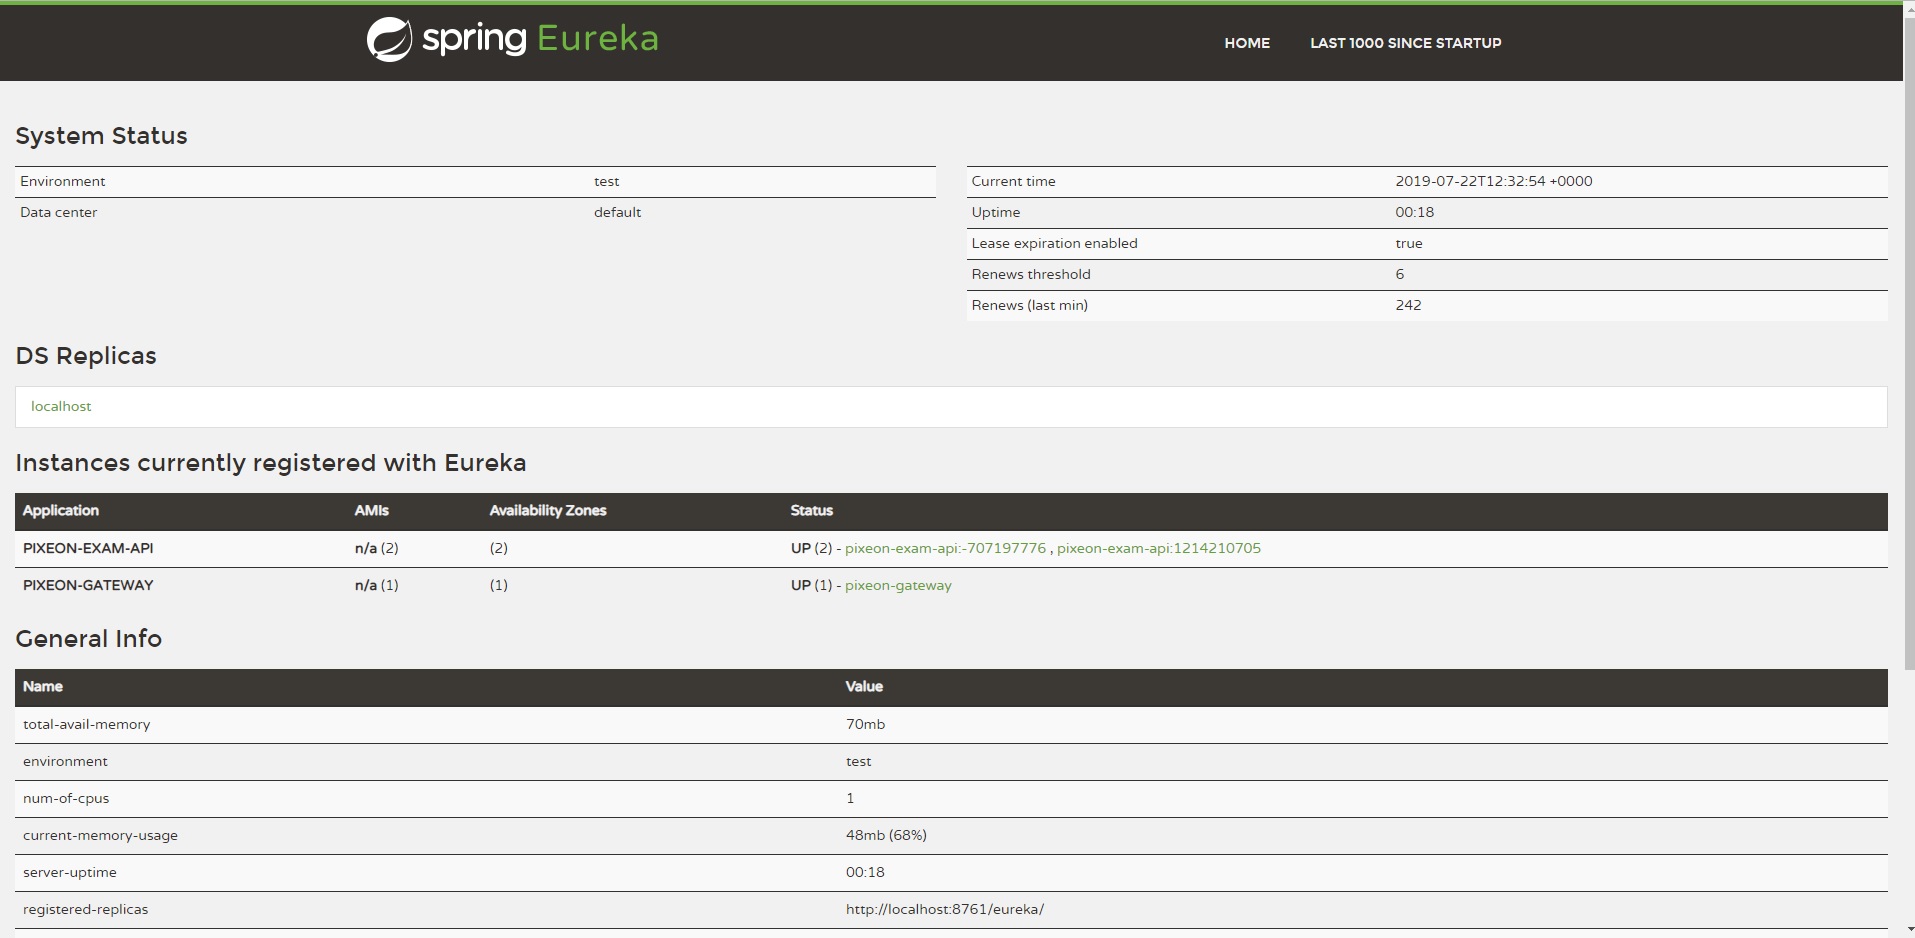 spring Eureka
HOME LAST 1000 SINCE STARTUP
System Status
Environment test
Data center default
Current time 2019-07-22T12:32:54 +0000
Uptime 00:18
Lease expiration enabled true
Renews threshold 6
Renews (last min) 242
DS Replicas
localhost
Instances currently registered with Eureka
Application AMIs Availability Zones Status
PIXEON-EXAM-API n/a (2) (2) UP (2) - pixeon-exam-api:-707197776 , pixeon-exam-api:1214210705
PIXEON-GATEWAY n/a (1) (1) UP (1) - pixeon-gateway
General Info
Name Value
total-avail-memory 70mb
environment test
num-of-cpus 1
current-memory-usage 48mb (68%)
server-uptime 00:18
registered-replicas http://localhost:8761/eureka/